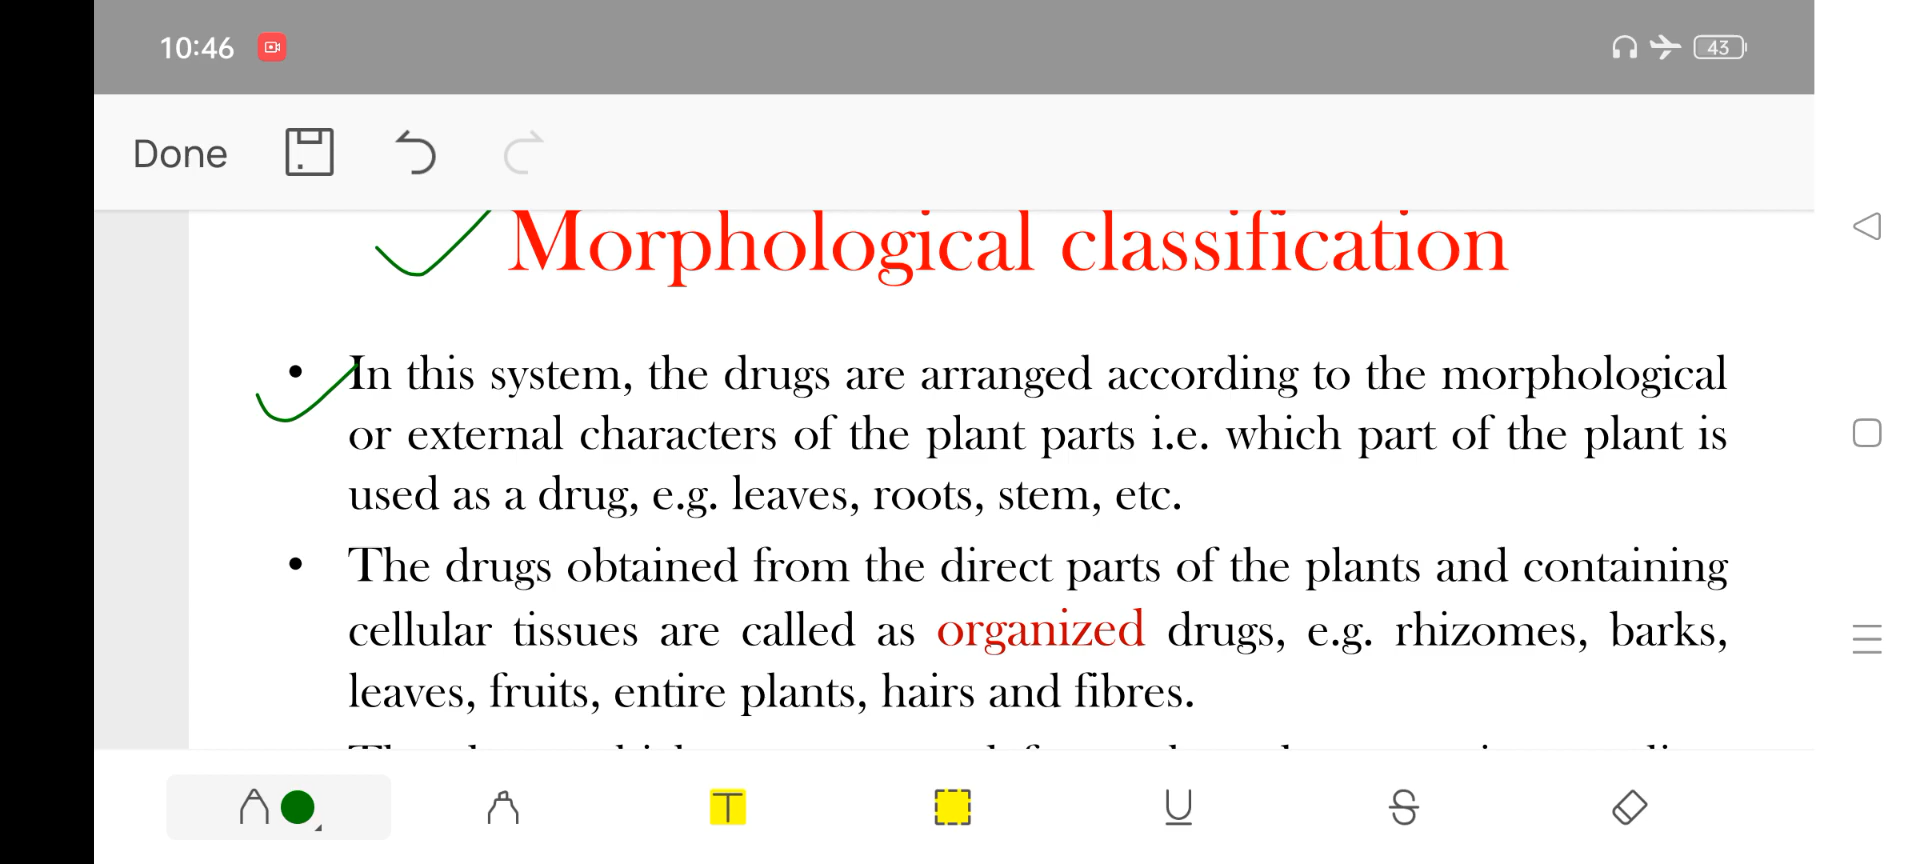 10:46
43
Done
Morphological classification
• In this system, the drugs are arranged according to the morphological
or external characters of the plant parts i.e. which part of the plant is
used as a drug, e.g. leaves, roots, stem, etc.
• The drugs obtained from the direct parts of the plants and containing
cellular tissues are called as organized drugs, e.g. rhizomes, barks,
leaves, fruits, entire plants, hairs and fibres.
T
U
S